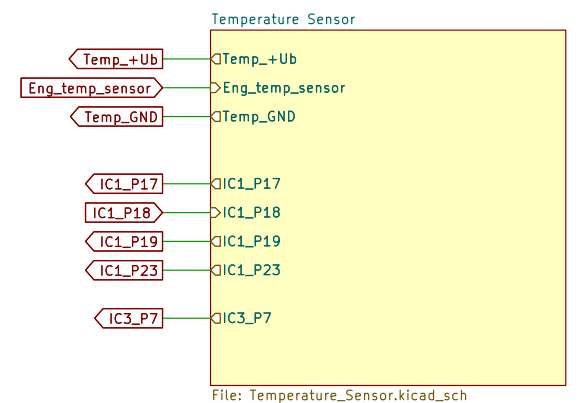 Temperature Sensor
Temp_+Ub Temp_+Ub
Eng_temp_sensor Eng_temp_sensor
Temp_GND Temp_GND
IC1_P17 IC1_P17
IC1_P18 IC1_P18
IC1_P19 IC1_P19
IC1_P23 IC1_P23
IC3_P7 IC3_P7
File: Temperature_Sensor.kicad_sch